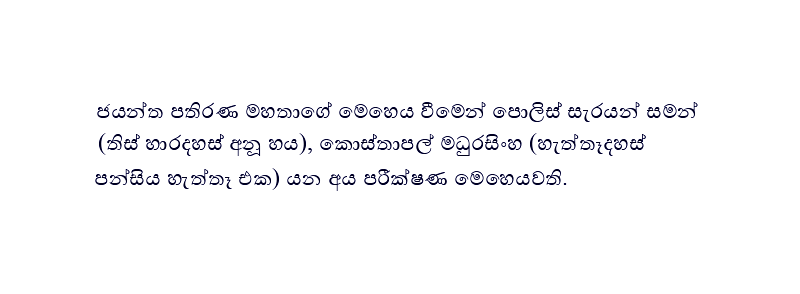 ජයන්ත පතිරණ මහතාගේ මෙහෙය වීමෙන් පොලිස් සැරයන් සමන්
(තිස් හාරදහස් අනූ හය), කොස්තාපල් මධුරසිංහ (හැත්තෑදහස්
පන්සිය හැත්තෑ එක) යන අය පරීක්ෂණ මෙහෙයවති.